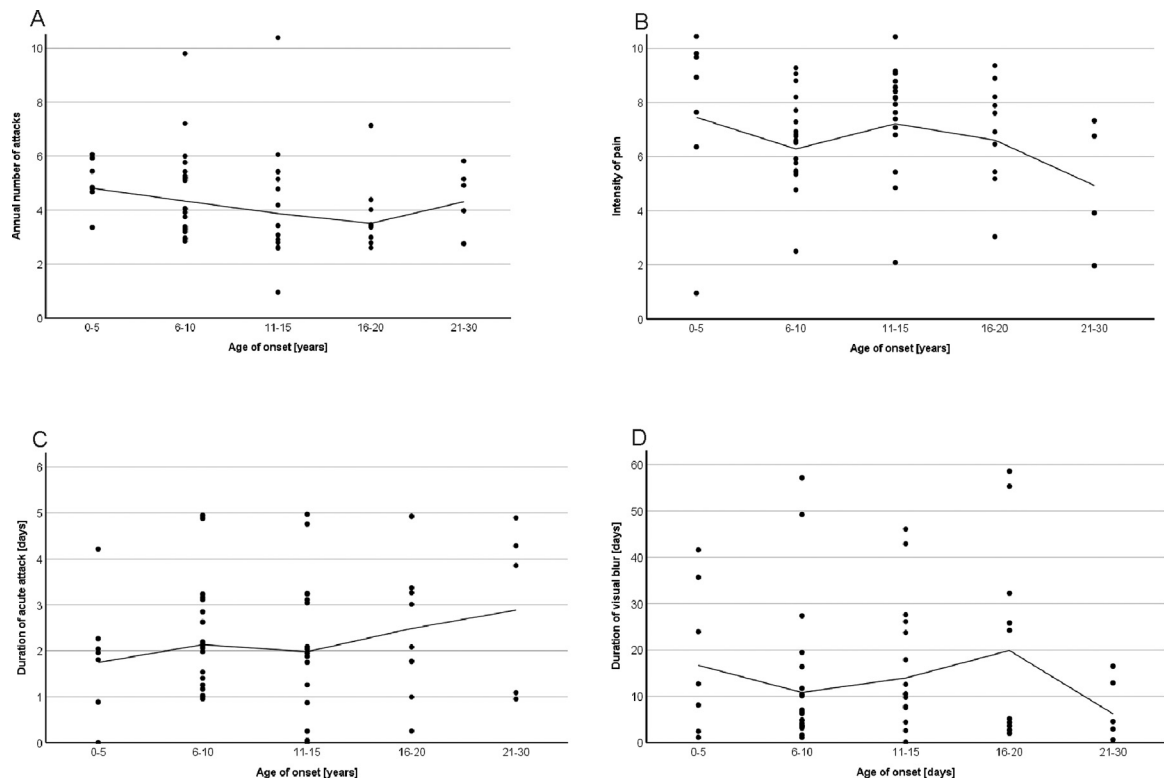 A
Annual number of attacks
10
8
6
4
2
0
0-5 6-10 11-15 16-20 21-30
Age of onset [years]
B
Intensity of pain
10
8
6
4
2
0
0-5 6-10 11-15 16-20 21-30
Age of onset [years]
C
Duration of acute attack [days]
6
5
4
3
2
1
0
0-5 6-10 11-15 16-20 21-30
Age of onset [years]
D
Duration of visual blur [days]
60
50
40
30
20
10
0
0-5 6-10 11-15 16-20 21-30
Age of onset [days]